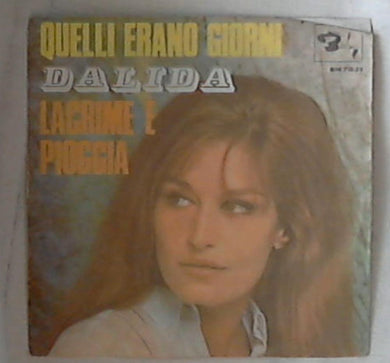 QUELLI ERANO GIORNI
DALIDA
LACRIME E
PIOGGIA